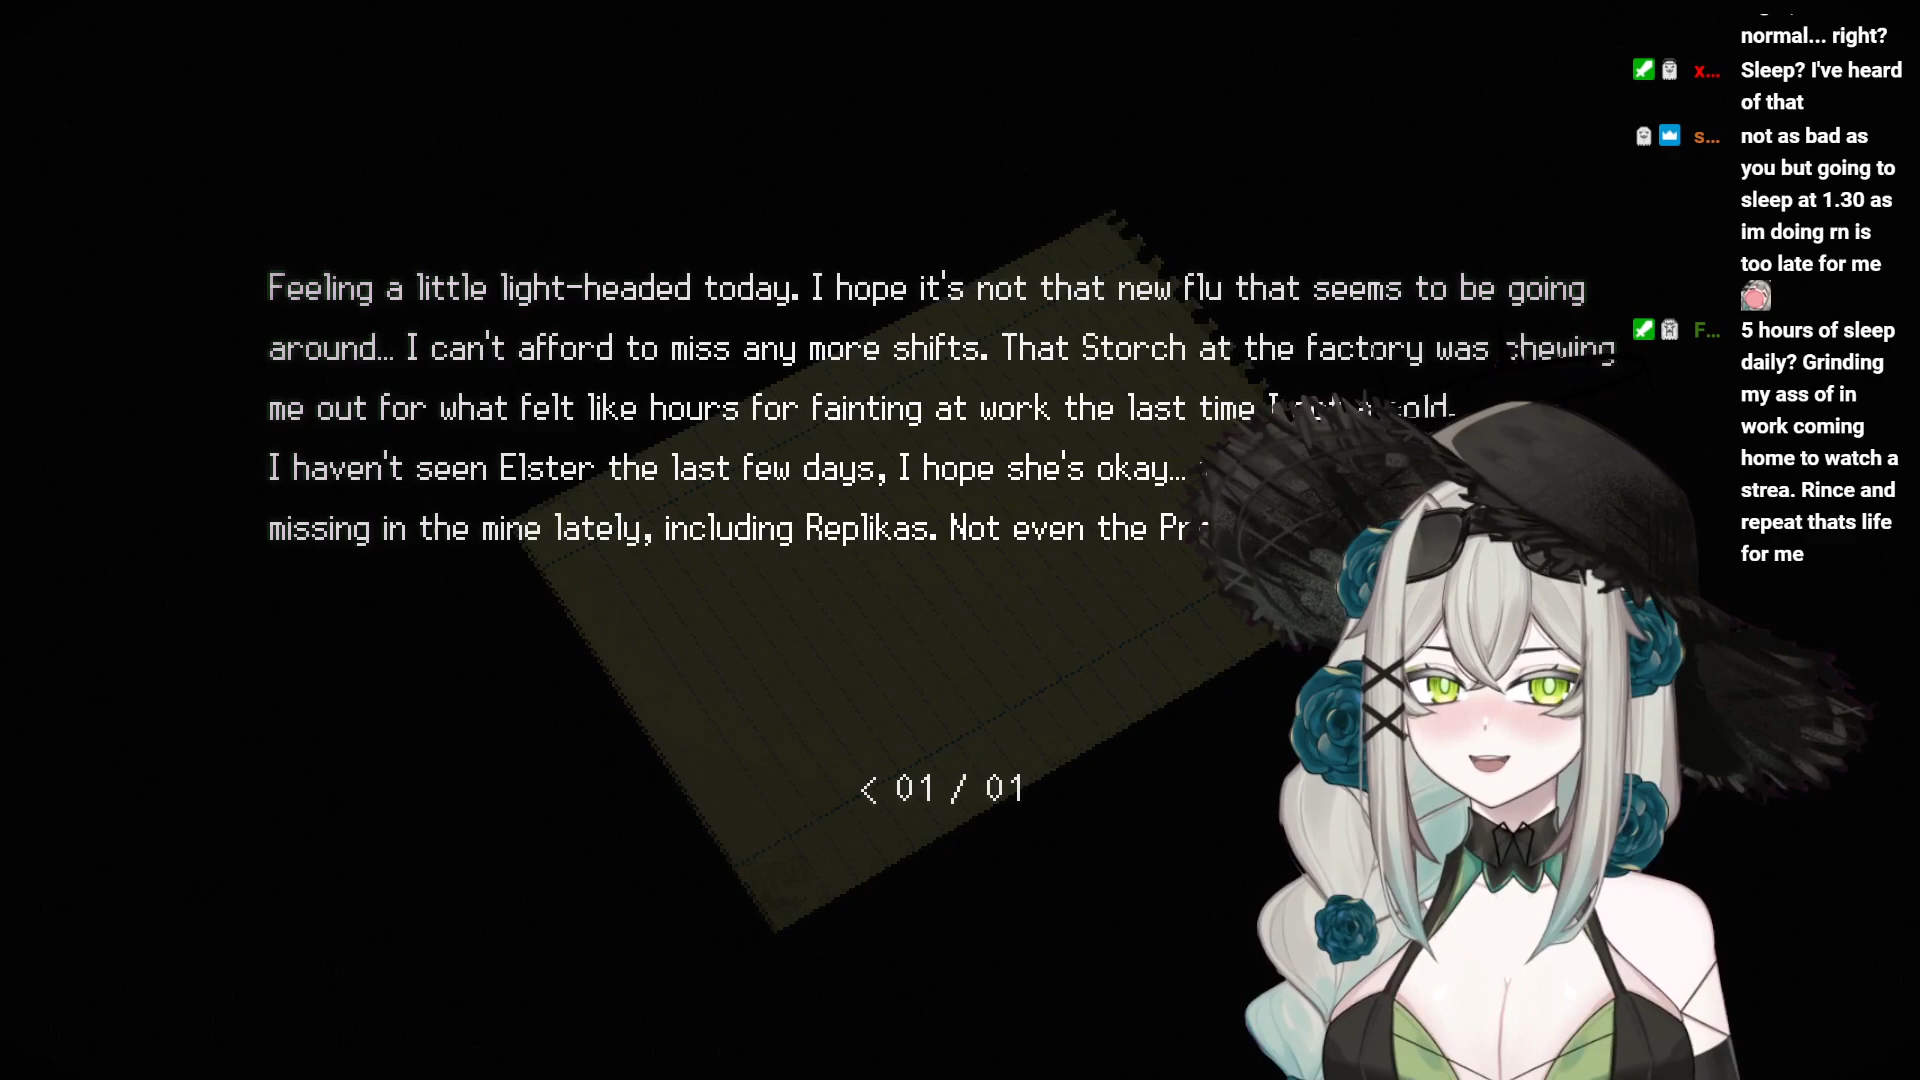 Feeling a little light-headed today. I hope it's not that new flu that seems to be going
around... I can't afford to miss any more shifts. That Storch at the factory was chewing
me out for what felt like hours for fainting at work the last time I
I haven't seen Elster the last few days, I hope she's okay...
missing in the mine lately, including Replikas. Not even the
< 01 / 01
normal... right?
x... Sleep? I've heard
of that
s... not as bad as
you but going to
sleep at 1.30 as
im doing rn is
too late for me
F... 5 hours of sleep
daily? Grinding
my ass of in
work coming
home to watch a
strea. Rince and
repeat thats life
for me